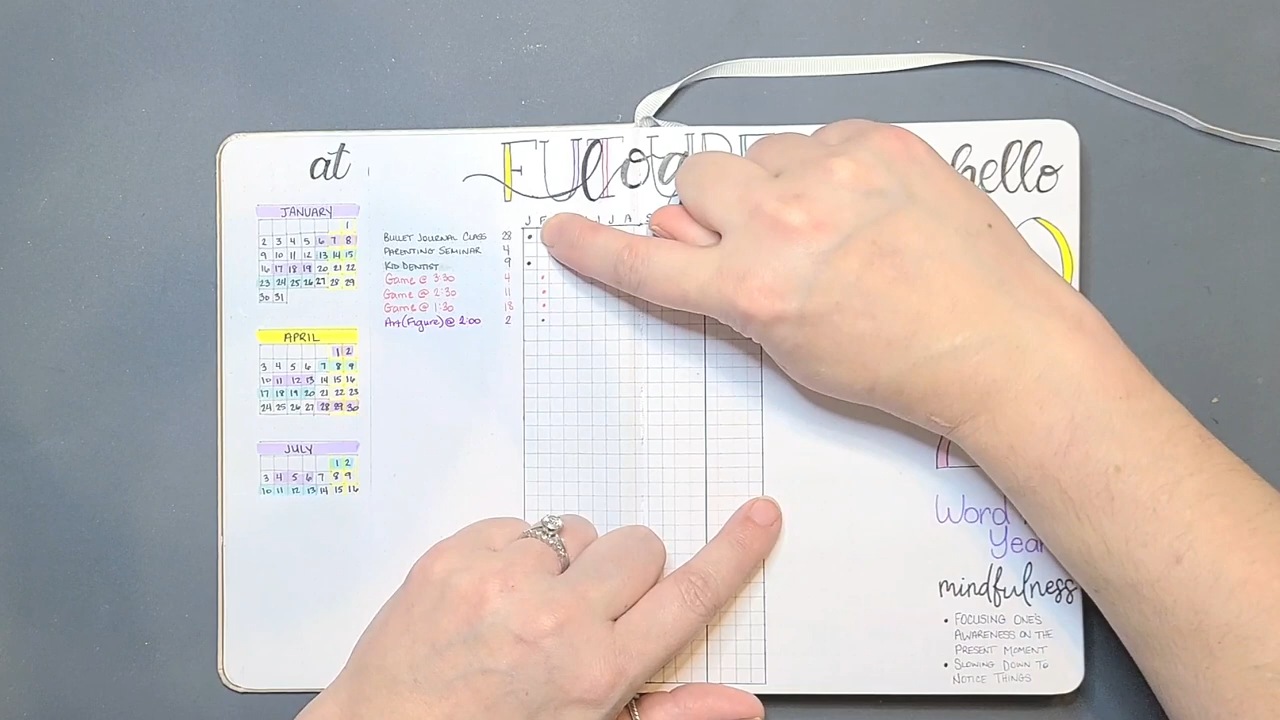 at
JANUARY
1
2 3 4 5 6 7 8
9 10 11 12 13 14 15
16 17 18 19 20 21 22
23 24 25 26 27 28 29
30 31
APRIL
1 2
3 4 5 6 7 8 9
10 11 12 13 14 15 16
17 18 19 20 21 22 23
24 25 26 27 28 29 30
JULY
1 2
3 4 5 6 7 8 9
10 11 12 13 14 15 16
FUTURE
log
J F J J A S
BULLET JOURNAL CLASS 28
PARENTING SEMINAR 4
KID DENTIST 9
Game @ 3:30 4
Game @ 2:30 11
Game @ 1:30 18
Art (Figure) @ 2:00 2
hello
Word
Year
mindfulness
• FOCUSING ONE'S
AWARENESS ON THE
PRESENT MOMENT
• SLOWING DOWN TO
NOTICE THINGS